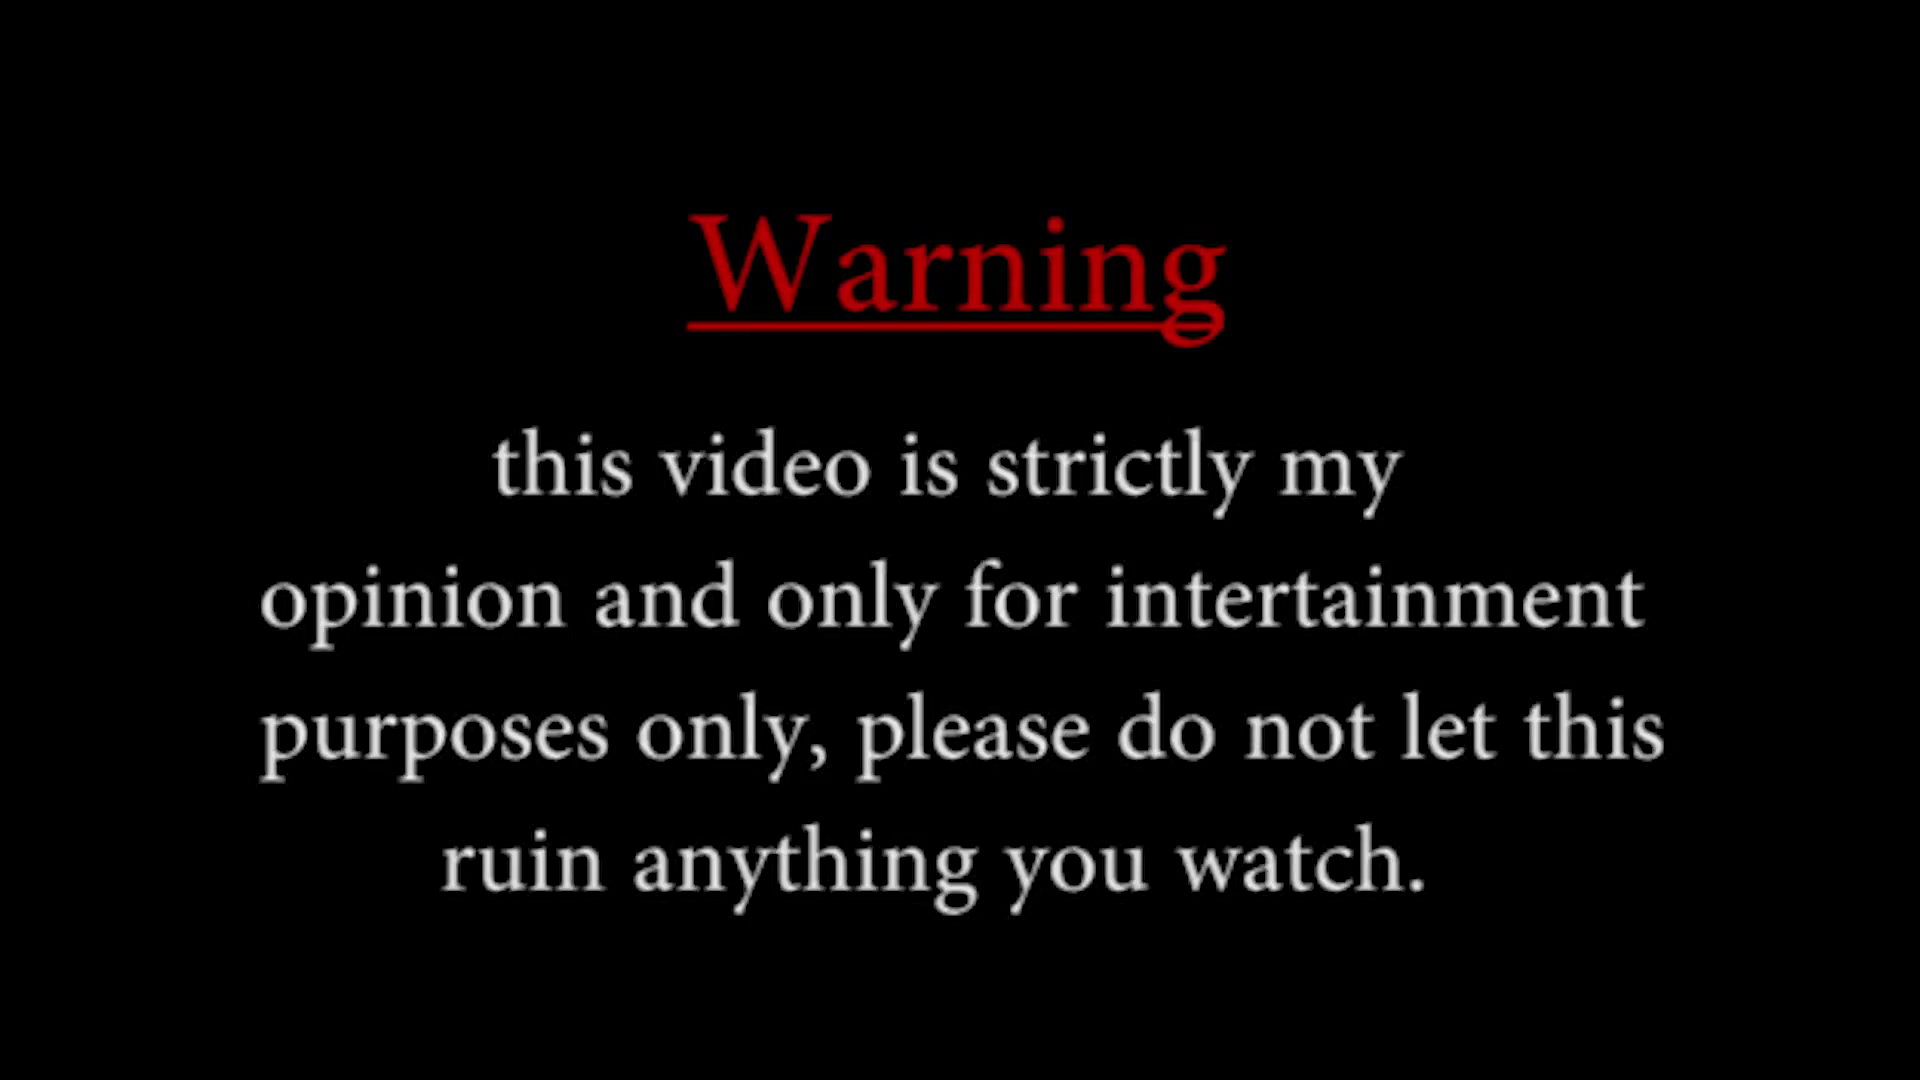 Warning
this video is strictly my
opinion and only for intertainment
purposes only, please do not let this
ruin anything you watch.